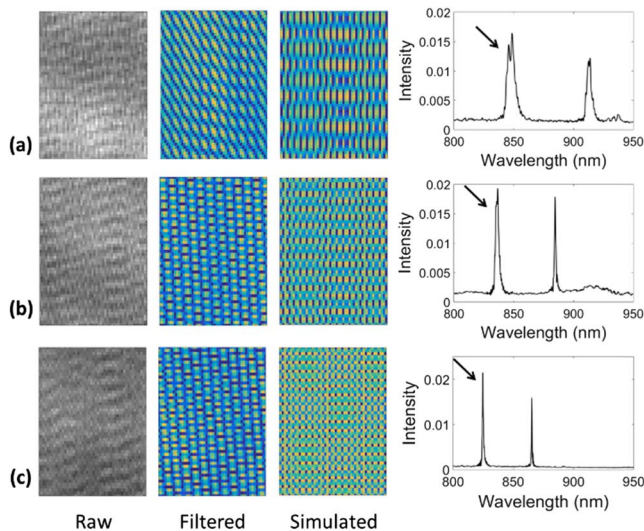 0.02
0.015
0.01
0.005
0
Intensity
800 850 900 950
Wavelength (nm)
(a)
0.02
0.015
0.01
0.005
0
Intensity
800 850 900 950
Wavelength (nm)
(b)
0.02
0.01
0
Intensity
800 850 900 950
Wavelength (nm)
(c)
Raw Filtered Simulated